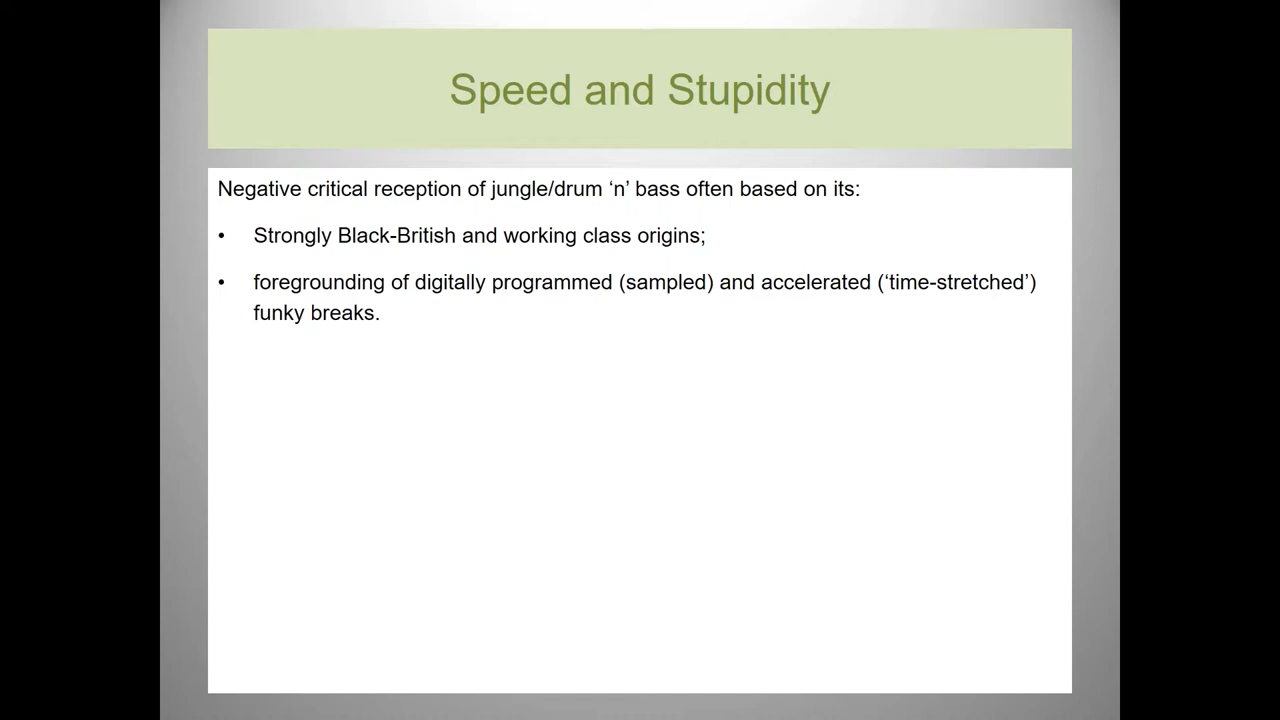 Speed and Stupidity
Negative critical reception of jungle/drum ‘n’ bass often based on its:
• Strongly Black-British and working class origins;
• foregrounding of digitally programmed (sampled) and accelerated (‘time-stretched’)
funky breaks.